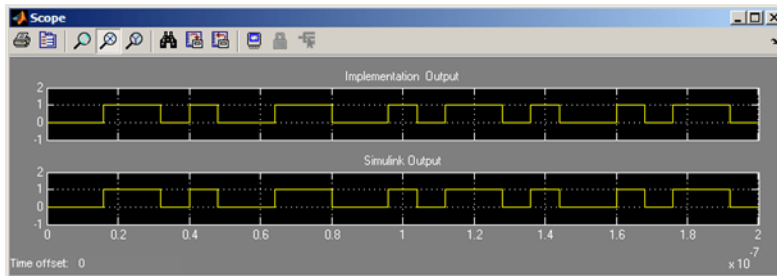 Scope
Implementation Output
2
1
0
-1
Simulink Output
2
1
0
-1
0 0.2 0.4 0.6 0.8 1 1.2 1.4 1.6 1.8 2
Time offset: 0
x 10^-7